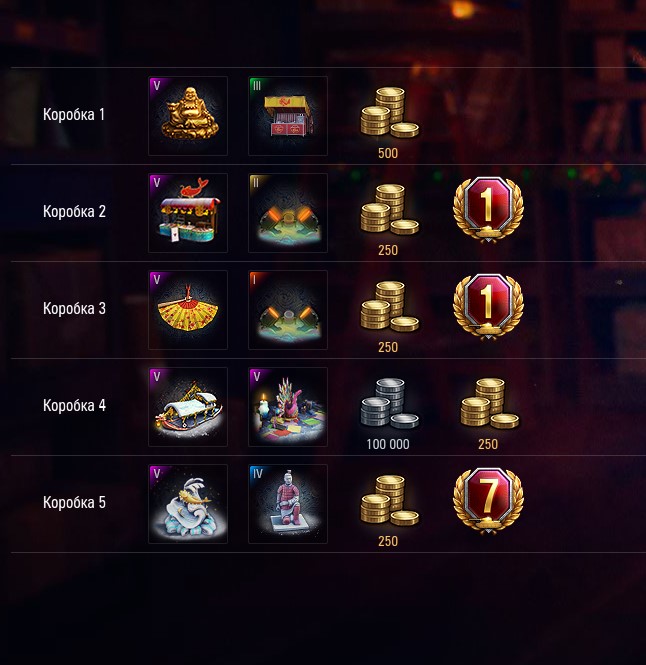 V III
Коробка 1
500
V II 1
Коробка 2
250
V I 1
Коробка 3
250
V V
Коробка 4
100 000 250
V IV 7
Коробка 5
250